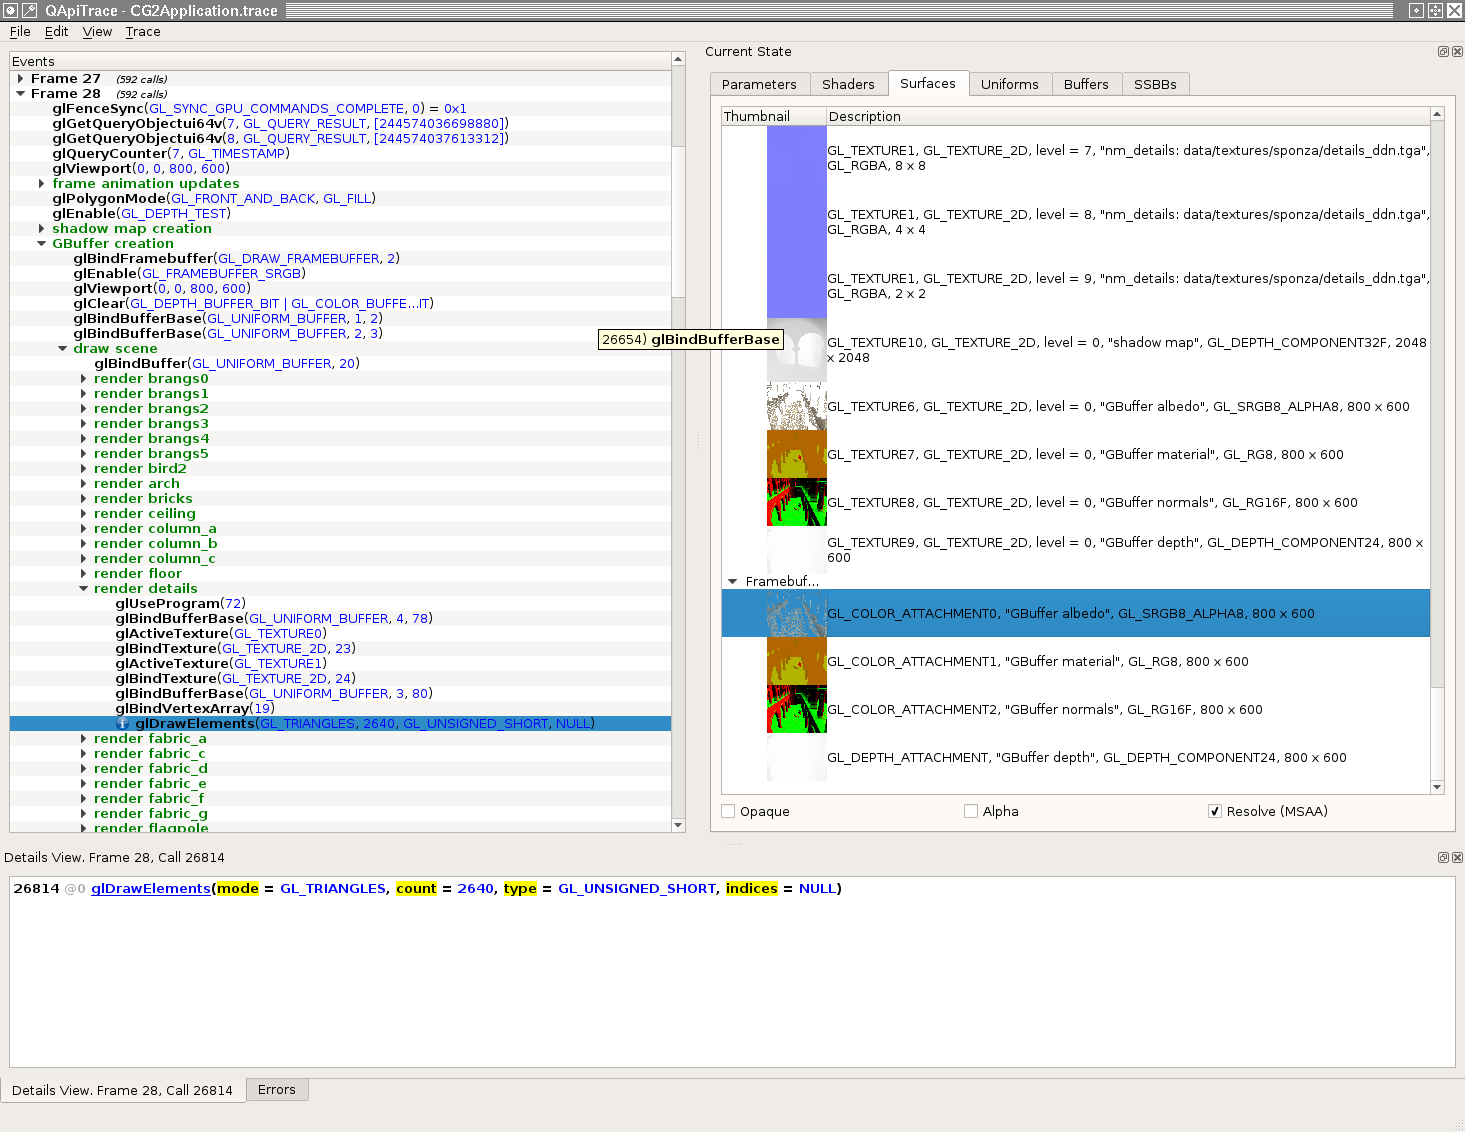 QApiTrace - CG2Application.trace
File Edit View Trace
Events
Frame 27 (592 calls)
Frame 28 (592 calls)
glFenceSync(GL_SYNC_GPU_COMMANDS_COMPLETE, 0) = 0x1
glGetQueryObjectui64v(7, GL_QUERY_RESULT, [244574036698880])
glGetQueryObjectui64v(8, GL_QUERY_RESULT, [244574037613312])
glQueryCounter(7, GL_TIMESTAMP)
glViewport(0, 0, 800, 600)
frame animation updates
glPolygonMode(GL_FRONT_AND_BACK, GL_FILL)
glEnable(GL_DEPTH_TEST)
shadow map creation
GBuffer creation
glBindFramebuffer(GL_DRAW_FRAMEBUFFER, 2)
glEnable(GL_FRAMEBUFFER_SRGB)
glViewport(0, 0, 800, 600)
glClear(GL_DEPTH_BUFFER_BIT | GL_COLOR_BUFFE...IT)
glBindBufferBase(GL_UNIFORM_BUFFER, 1, 2)
glBindBufferBase(GL_UNIFORM_BUFFER, 2, 3)
26654) glBindBufferBase
draw scene
glBindBuffer(GL_UNIFORM_BUFFER, 20)
render brangs0
render brangs1
render brangs2
render brangs3
render brangs4
render brangs5
render bird2
render arch
render bricks
render ceiling
render column_a
render column_b
render column_c
render floor
render details
glUseProgram(72)
glBindBufferBase(GL_UNIFORM_BUFFER, 4, 78)
glActiveTexture(GL_TEXTURE0)
glBindTexture(GL_TEXTURE_2D, 23)
glActiveTexture(GL_TEXTURE1)
glBindTexture(GL_TEXTURE_2D, 24)
glBindBufferBase(GL_UNIFORM_BUFFER, 3, 80)
glBindVertexArray(19)
glDrawElements(GL_TRIANGLES, 2640, GL_UNSIGNED_SHORT, NULL)
render fabric_a
render fabric_c
render fabric_d
render fabric_e
render fabric_f
render fabric_g
render flagpole
Current State
Parameters Shaders Surfaces Uniforms Buffers SSBBs
Thumbnail Description
GL_TEXTURE1, GL_TEXTURE_2D, level = 7, "nm_details: data/textures/sponza/details_ddn.tga",
GL_RGBA, 8 x 8
GL_TEXTURE1, GL_TEXTURE_2D, level = 8, "nm_details: data/textures/sponza/details_ddn.tga",
GL_RGBA, 4 x 4
GL_TEXTURE1, GL_TEXTURE_2D, level = 9, "nm_details: data/textures/sponza/details_ddn.tga",
GL_RGBA, 2 x 2
GL_TEXTURE10, GL_TEXTURE_2D, level = 0, "shadow map", GL_DEPTH_COMPONENT32F, 2048
x 2048
GL_TEXTURE6, GL_TEXTURE_2D, level = 0, "GBuffer albedo", GL_SRGB8_ALPHA8, 800 x 600
GL_TEXTURE7, GL_TEXTURE_2D, level = 0, "GBuffer material", GL_RG8, 800 x 600
GL_TEXTURE8, GL_TEXTURE_2D, level = 0, "GBuffer normals", GL_RG16F, 800 x 600
GL_TEXTURE9, GL_TEXTURE_2D, level = 0, "GBuffer depth", GL_DEPTH_COMPONENT24, 800 x
600
Framebuf...
GL_COLOR_ATTACHMENT0, "GBuffer albedo", GL_SRGB8_ALPHA8, 800 x 600
GL_COLOR_ATTACHMENT1, "GBuffer material", GL_RG8, 800 x 600
GL_COLOR_ATTACHMENT2, "GBuffer normals", GL_RG16F, 800 x 600
GL_DEPTH_ATTACHMENT, "GBuffer depth", GL_DEPTH_COMPONENT24, 800 x 600
Opaque Alpha Resolve (MSAA)
Details View. Frame 28, Call 26814
26814 @0 glDrawElements(mode = GL_TRIANGLES, count = 2640, type = GL_UNSIGNED_SHORT, indices = NULL)
Details View. Frame 28, Call 26814 Errors